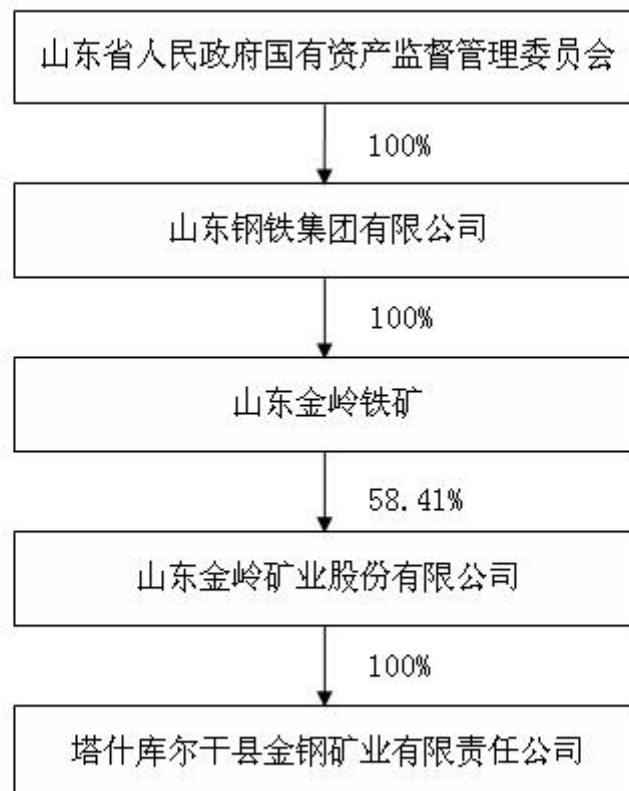 山东省人民政府国有资产监督管理委员会
100%
山东钢铁集团有限公司
100%
山东金岭铁矿
58.41%
山东金岭矿业股份有限公司
100%
塔什库尔干县金钢矿业有限责任公司